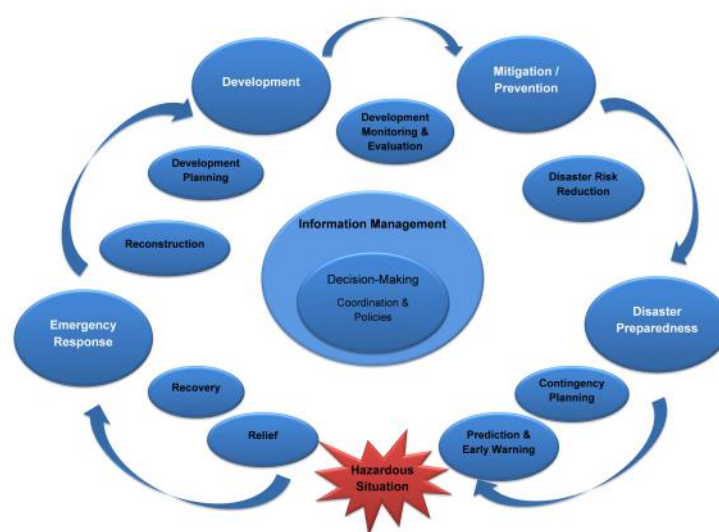 Development
Mitigation /
Prevention
Development
Monitoring &
Evaluation
Development
Planning
Disaster Risk
Reduction
Information Management
Reconstruction
Decision-Making
Coordination &
Policies
Emergency
Response
Disaster
Preparedness
Recovery
Contingency
Planning
Relief
Prediction &
Early Warning
Hazardous
Situation